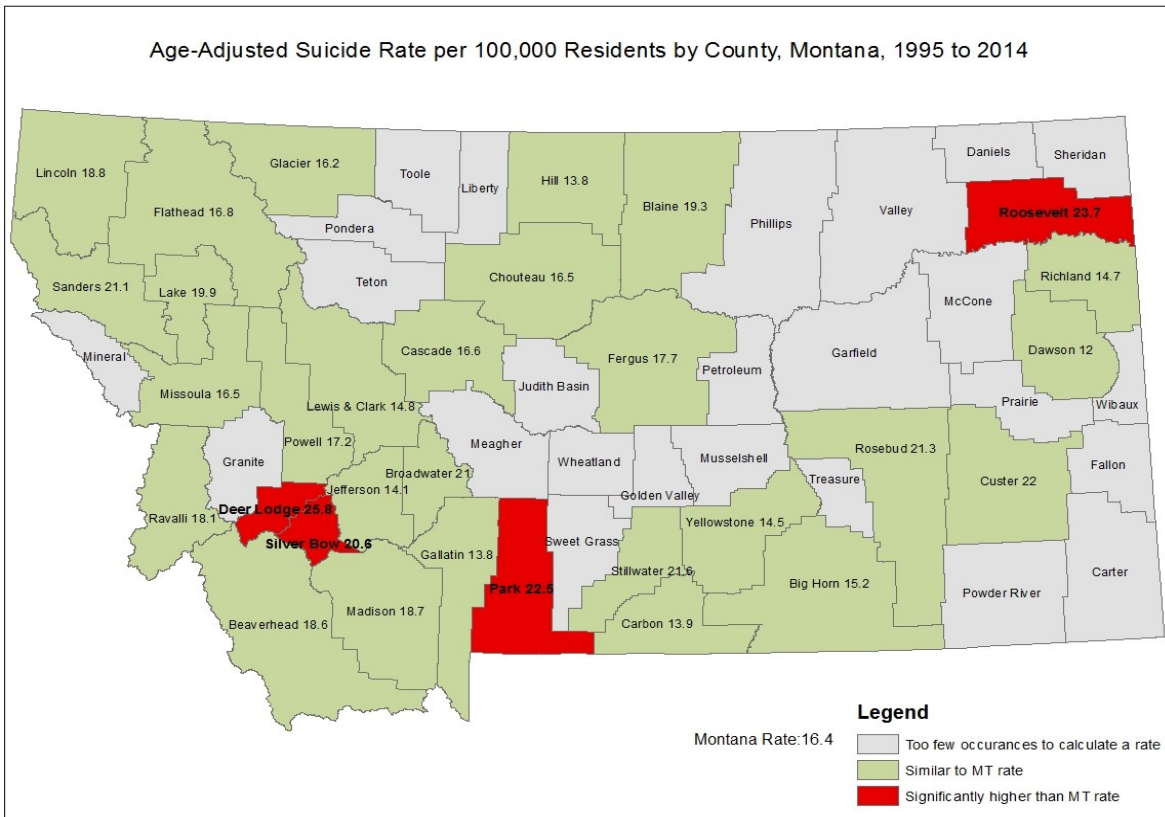 Age-Adjusted Suicide Rate per 100,000 Residents by County, Montana, 1995 to 2014
Lincoln 18.8
Flathead 16.8
Glacier 16.2
Toole
Liberty
Hill 13.8
Blaine 19.3
Phillips
Valley
Daniels
Sheridan
Roosevelt 23.7
Pondera
Teton
Chouteau 16.5
Richland 14.7
McCone
Sanders 21.1
Lake 19.9
Mineral
Missoula 16.5
Cascade 16.6
Judith Basin
Fergus 17.7
Petroleum
Garfield
Dawson 12
Prairie
Wibaux
Lewis & Clark 14.8
Powell 17.2
Granite
Meagher
Wheatland
Golden Valley
Musselshell
Rosebud 21.3
Treasure
Custer 22
Fallon
Broadwater 21
Jefferson 14.1
Deer Lodge 25.8
Silver Bow 20.6
Ravalli 18.1
Beaverhead 18.6
Madison 18.7
Gallatin 13.8
Park 22.5
Sweet Grass
Stillwater 21.6
Yellowstone 14.5
Carbon 13.9
Big Horn 15.2
Powder River
Carter
Montana Rate:16.4
Legend
Too few occurances to calculate a rate
Similar to MT rate
Significantly higher than MT rate